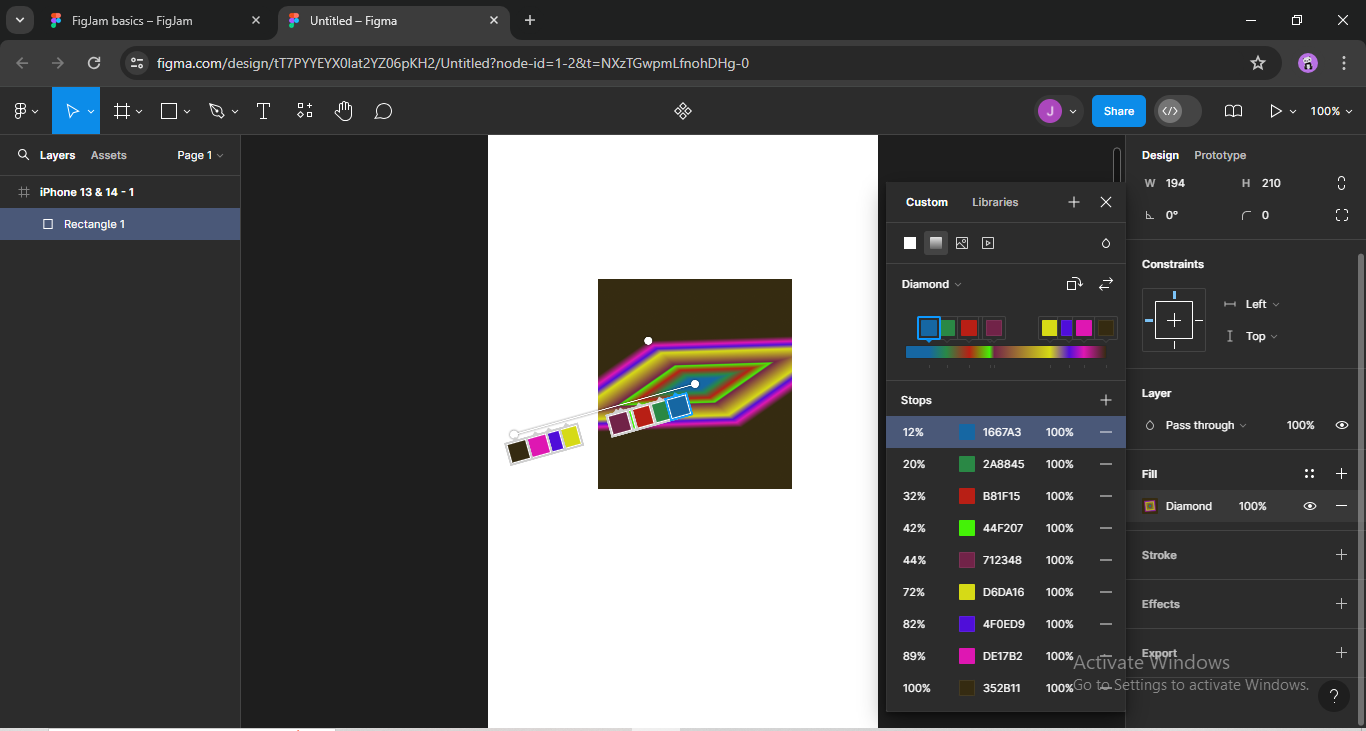 FigJam basics – FigJam
Untitled – Figma
figma.com/design/tT7PYYEYX0lat2YZ06pKH2/Untitled?node-id=1-2&t=NXzTGwpmLfnohDHg-0
J
Share
100%
Layers
Assets
Page 1
iPhone 13 & 14 - 1
Rectangle 1
Custom
Libraries
Diamond
Stops
12% 1667A3 100%
20% 2A8845 100%
32% B81F15 100%
42% 44F207 100%
44% 712348 100%
72% D6DA16 100%
82% 4F0ED9 100%
89% DE17B2 100%
100% 352B11 100%
Design
Prototype
W 194
H 210
0°
0
Constraints
Left
Top
Layer
Pass through 100%
Fill
Diamond 100%
Stroke
Effects
Export
Activate Windows
Go to Settings to activate Windows.
?